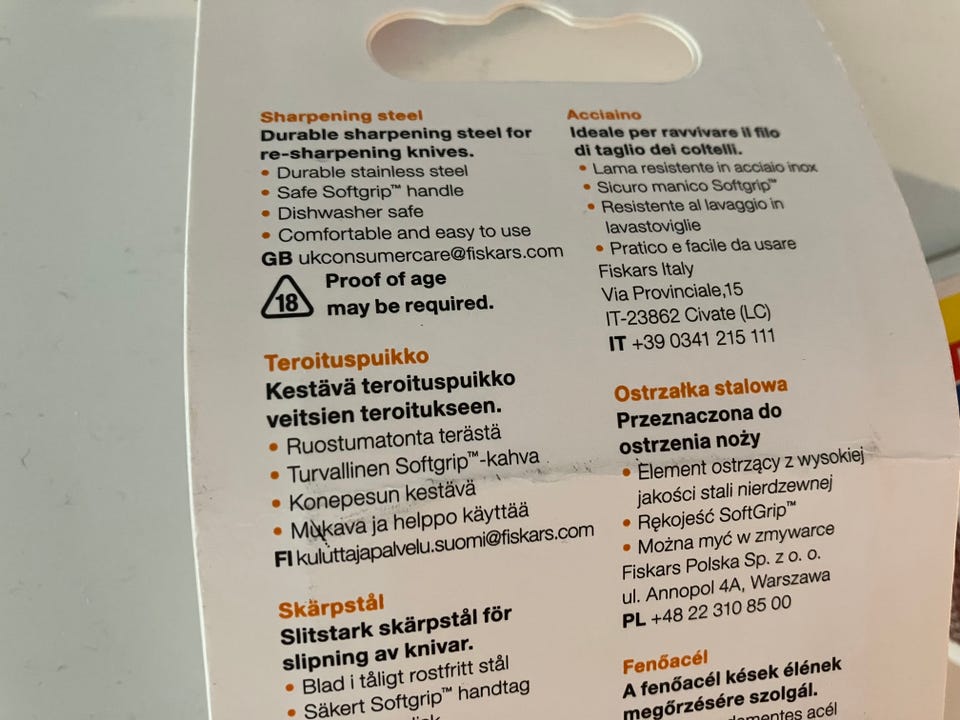 Sharpening steel
Durable sharpening steel for
re-sharpening knives.
• Durable stainless steel
• Safe Softgrip™ handle
• Dishwasher safe
• Comfortable and easy to use
GB ukconsumercare@fiskars.com
18
Proof of age
may be required.
Teroituspuikko
Kestävä teroituspuikko
veitsien teroitukseen.
• Ruostumatonta terästä
• Turvallinen Softgrip™-kahva
• Konepesun kestävä
• Mukava ja helppo käyttää
FI kuluttajapalvelu.suomi@fiskars.com
Skärpstål
Slitstark skärpstål för
slipning av knivar.
• Blad i tåligt rostfritt stål
• Säkert Softgrip™ handtag
Acciaino
Ideale per ravvivare il filo
di taglio dei coltelli.
• Lama resistente in acciaio inox
• Sicuro manico Softgrip™
• Resistente al lavaggio in
lavastoviglie
• Pratico e facile da usare
Fiskars Italy
Via Provinciale,15
IT-23862 Civate (LC)
IT +39 0341 215 111
Ostrzałka stalowa
Przeznaczona do
ostrzenia noży
• Element ostrzący z wysokiej
jakości stali nierdzewnej
• Rękojeść SoftGrip™
• Można myć w zmywarce
Fiskars Polska Sp. z o. o.
ul. Annopol 4A, Warszawa
PL +48 22 310 85 00
Fenőacél
A fenőacél kések élének
megőrzésére szolgál.
acél